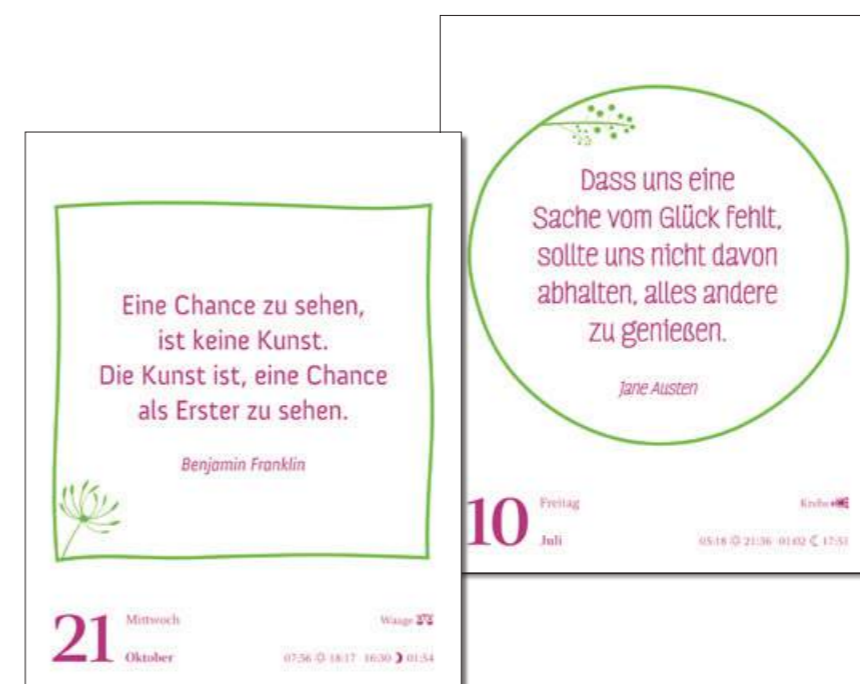 Eine Chance zu sehen,
ist keine Kunst.
Die Kunst ist, eine Chance
als Erster zu sehen.
Benjamin Franklin
21
Mittwoch
Waage
Oktober
07:56 18:17 16:30 01:54
Dass uns eine
Sache vom Glück fehlt,
sollte uns nicht davon
abhalten, alles andere
zu genießen.
Jane Austen
10
Freitag
Krebs
Juli
05:18 21:36 01:02 17:51